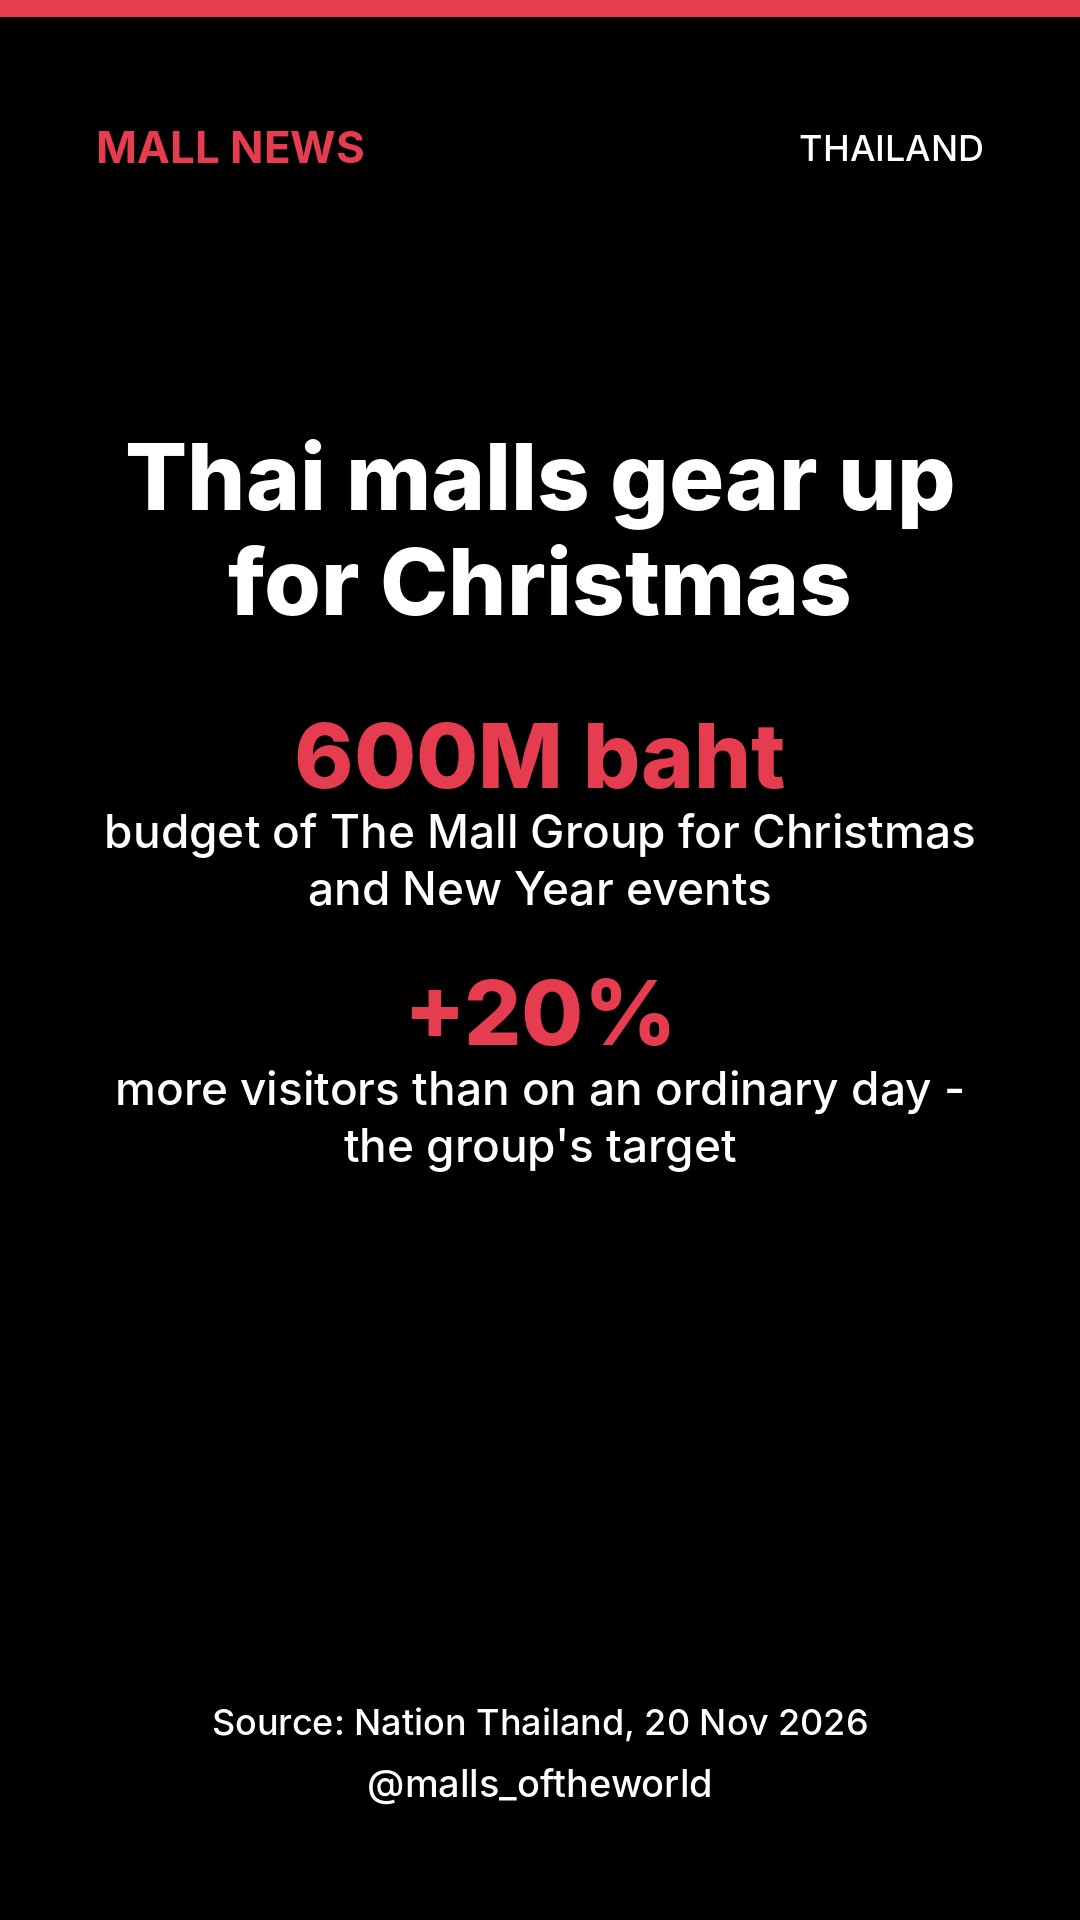 MALL NEWS
THAILAND
Thai malls gear up
for Christmas
600M baht
budget of The Mall Group for Christmas
and New Year events
+20%
more visitors than on an ordinary day -
the group's target
Source: Nation Thailand, 20 Nov 2026
@malls_oftheworld